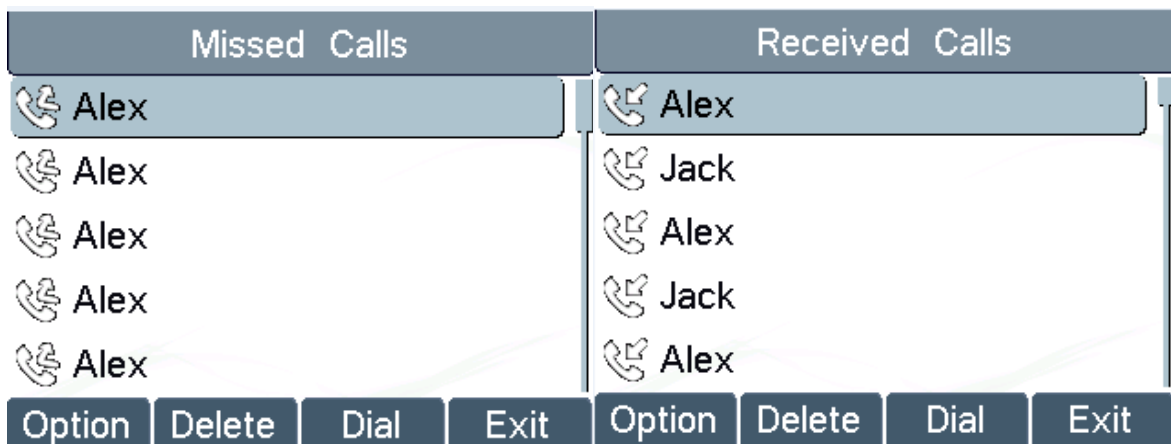 Missed Calls
Alex
Alex
Alex
Alex
Alex
Option Delete Dial Exit
Received Calls
Alex
Jack
Alex
Jack
Alex
Option Delete Dial Exit